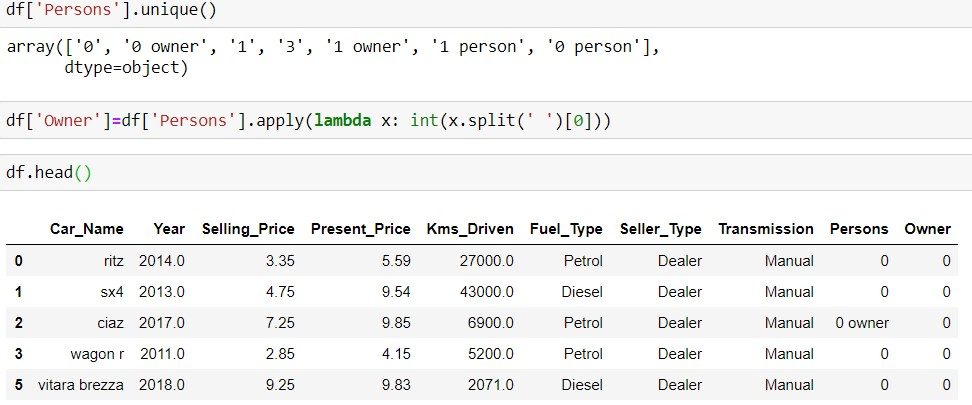 df['Persons'].unique()
array(['0', '0 owner', '1', '3', '1 owner', '1 person', '0 person'],
      dtype=object)
df['Owner']=df['Persons'].apply(lambda x: int(x.split(' ')[0]))
df.head()
Car_Name Year Selling_Price Present_Price Kms_Driven Fuel_Type Seller_Type Transmission Persons Owner
0 ritz 2014.0 3.35 5.59 27000.0 Petrol Dealer Manual 0 0
1 sx4 2013.0 4.75 9.54 43000.0 Diesel Dealer Manual 0 0
2 ciaz 2017.0 7.25 9.85 6900.0 Petrol Dealer Manual 0 owner 0
3 wagon r 2011.0 2.85 4.15 5200.0 Petrol Dealer Manual 0 0
5 vitara brezza 2018.0 9.25 9.83 2071.0 Diesel Dealer Manual 0 0